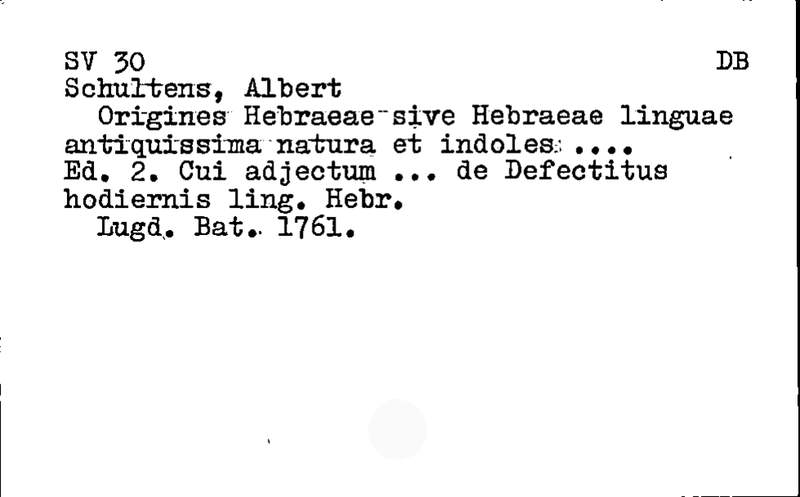 SV 30 DB
Schultens, Albert
Origines Hebraeae sive Hebraeae linguae
antiquissima natura et indoles ....
Ed. 2. Cui adjectum ... de Defectitus
hodiernis ling. Hebr.
Lugd. Bat. 1761.